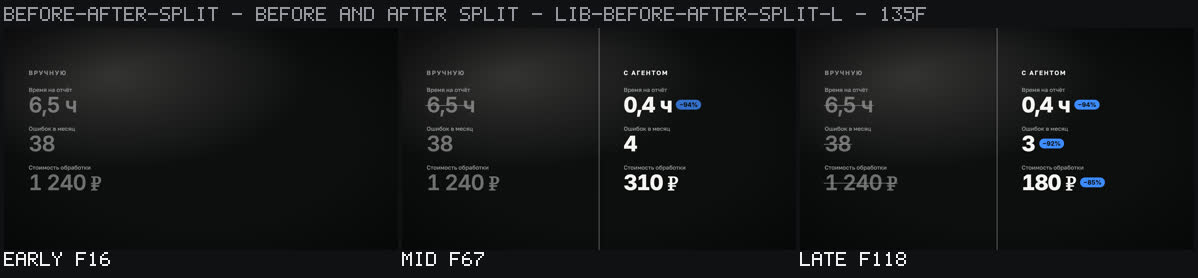 BEFORE-AFTER-SPLIT - BEFORE AND AFTER SPLIT - LIB-BEFORE-AFTER-SPLIT-L - 135F
ВРУЧНУЮ
Время на отчёт
6,5 ч
Ошибок в месяц
38
Стоимость обработки
1 240 ₽
EARLY F16
ВРУЧНУЮ
Время на отчёт
6,5 ч
Ошибок в месяц
38
Стоимость обработки
1 240 ₽
С АГЕНТОМ
Время на отчёт
0,4 ч −94%
Ошибок в месяц
4
Стоимость обработки
310 ₽
MID F67
ВРУЧНУЮ
Время на отчёт
6,5 ч
Ошибок в месяц
38
Стоимость обработки
1 240 ₽
С АГЕНТОМ
Время на отчёт
0,4 ч −94%
Ошибок в месяц
3 −92%
Стоимость обработки
180 ₽ −85%
LATE F118